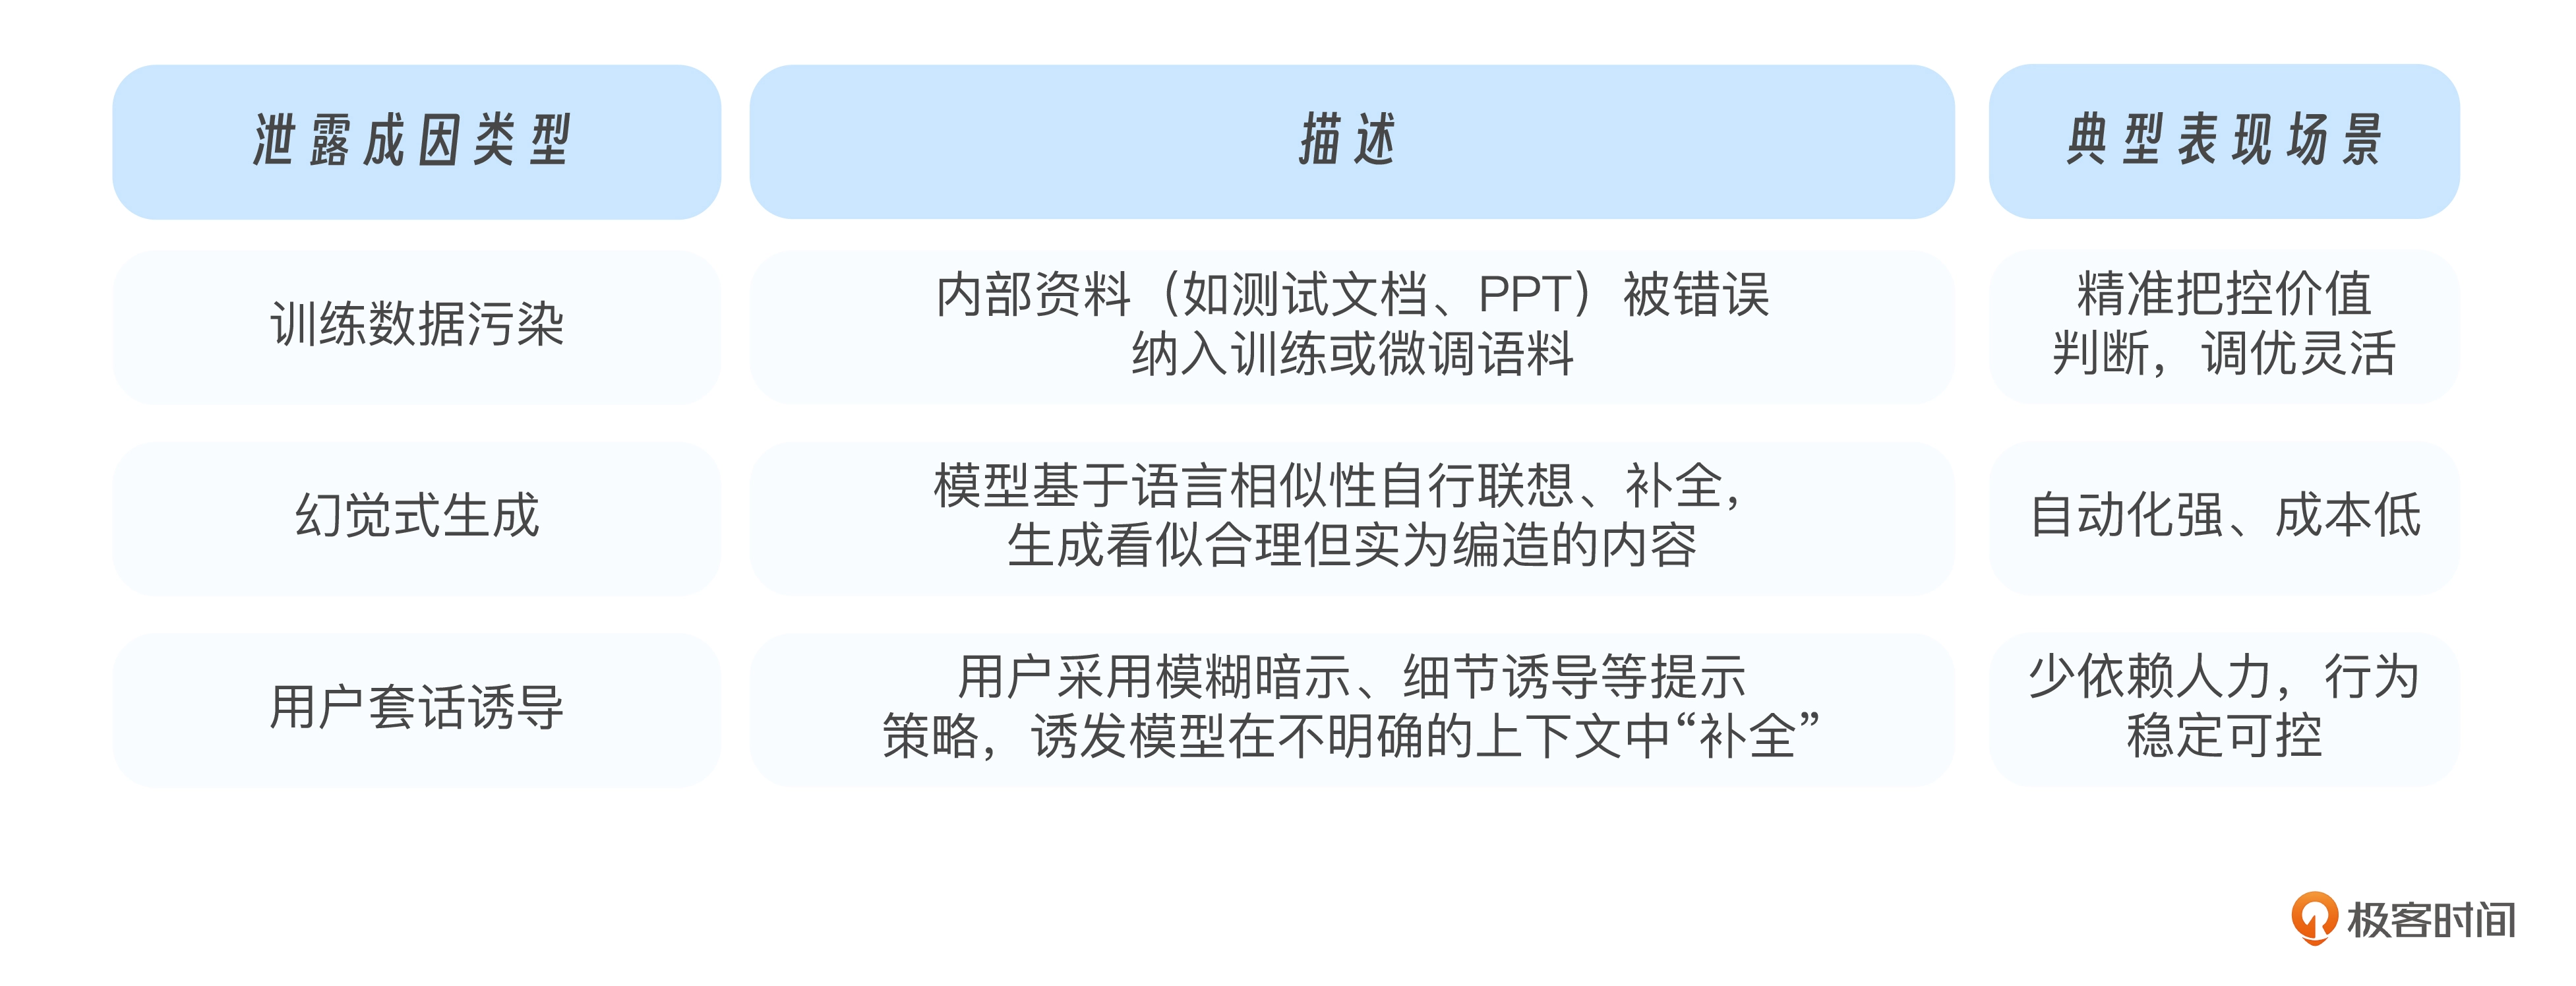 泄露成因类型
描述
典型表现场景
训练数据污染
内部资料（如测试文档、PPT）被错误
纳入训练或微调语料
精准把控价值
判断，调优灵活
幻觉式生成
模型基于语言相似性自行联想、补全，
生成看似合理但实为编造的内容
自动化强、成本低
用户套话诱导
用户采用模糊暗示、细节诱导等提示
策略，诱发模型在不明确的上下文中“补全”
少依赖人力，行为
稳定可控
极客时间